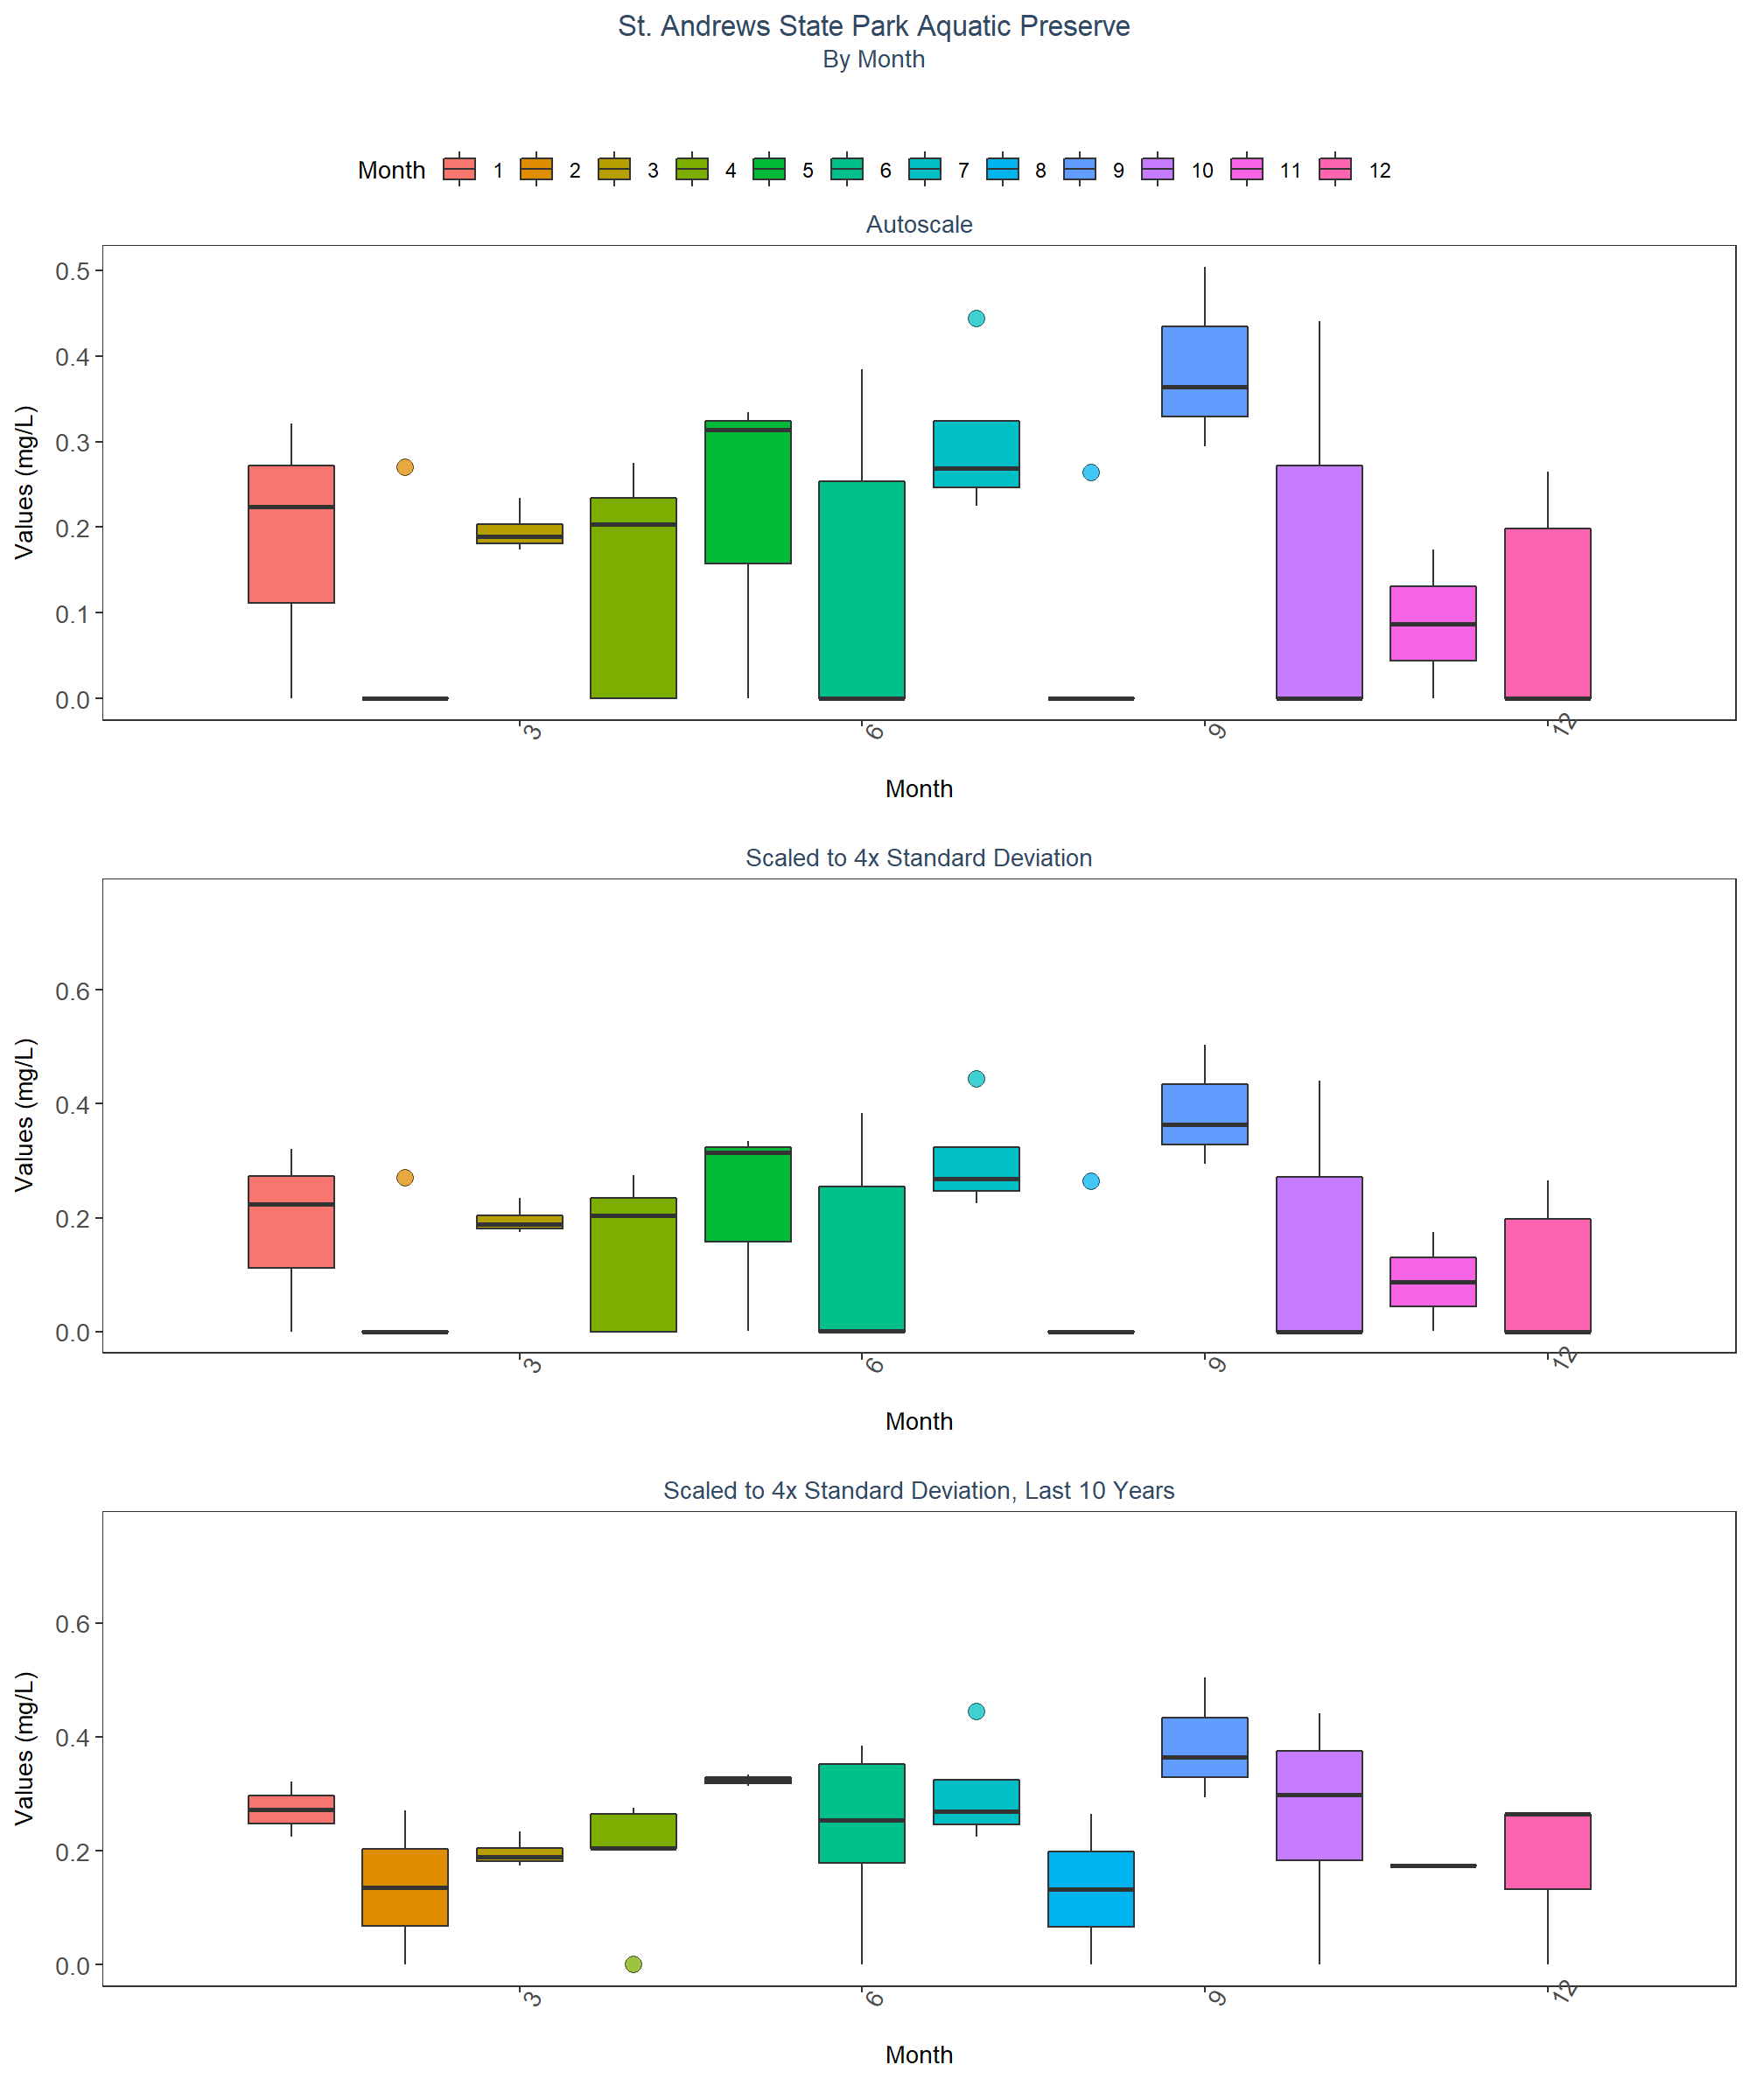 St. Andrews State Park Aquatic Preserve
By Month
Month 1 2 3 4 5 6 7 8 9 10 11 12
Autoscale
Values (mg/L)
0.5
0.4
0.3
0.2
0.1
0.0
3 6 9 12
Month
Scaled to 4x Standard Deviation
Values (mg/L)
0.6
0.4
0.2
0.0
3 6 9 12
Month
Scaled to 4x Standard Deviation, Last 10 Years
Values (mg/L)
0.6
0.4
0.2
0.0
3 6 9 12
Month